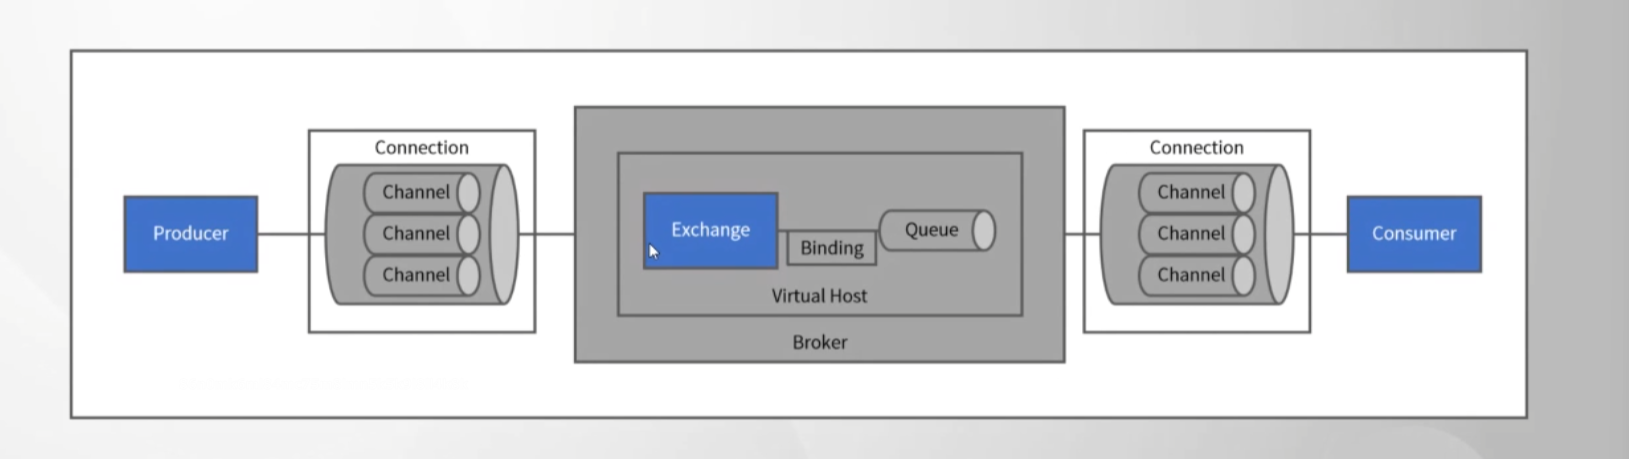 Producer
Connection
Channel
Channel
Channel
Exchange
Binding
Queue
Virtual Host
Broker
Connection
Channel
Channel
Channel
Consumer